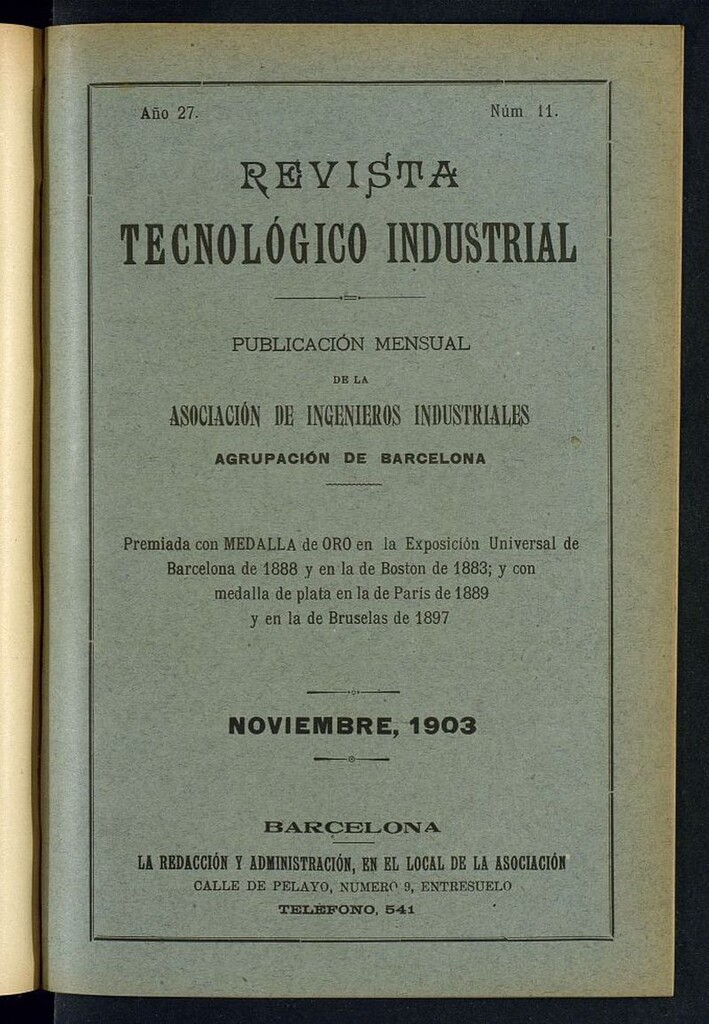 Año 27.
Núm 11.
REVISTA
TECNOLÓGICO INDUSTRIAL
PUBLICACIÓN MENSUAL
DE LA
ASOCIACIÓN DE INGENIEROS INDUSTRIALES
AGRUPACIÓN DE BARCELONA
Premiada con MEDALLA de ORO en la Exposición Universal de
Barcelona de 1888 y en la de Boston de 1883; y con
medalla de plata en la de París de 1889
y en la de Bruselas de 1897
NOVIEMBRE, 1903
BARCELONA
LA REDACCIÓN Y ADMINISTRACIÓN, EN EL LOCAL DE LA ASOCIACIÓN
CALLE DE PELAYO, NUMERO 9, ENTRESUELO
TELÉFONO, 541